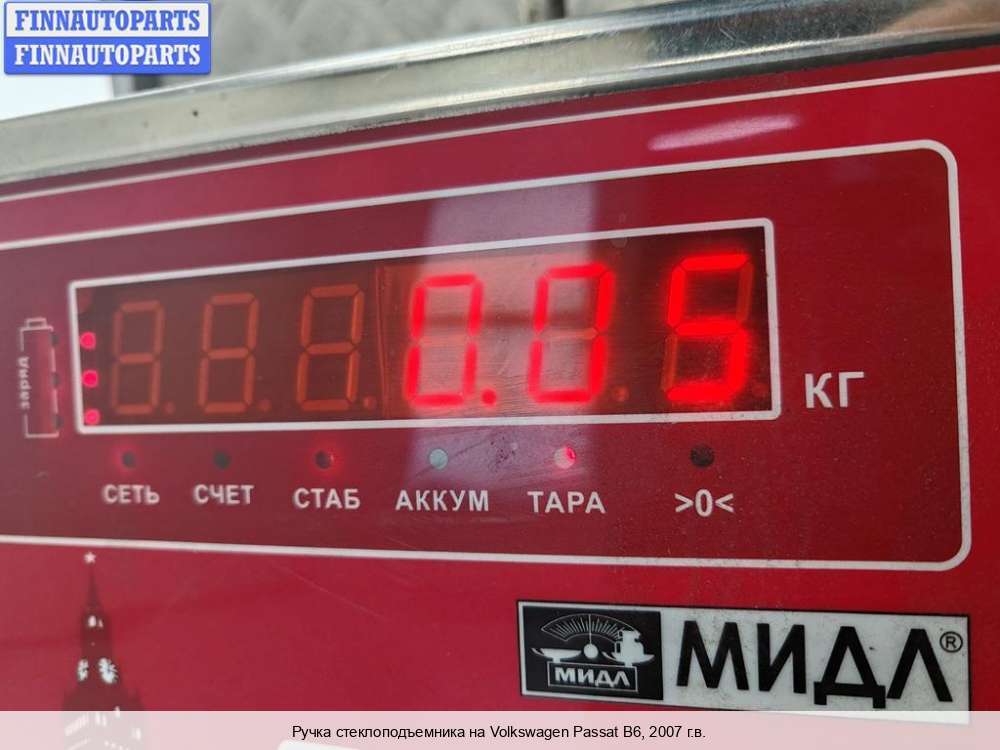 FINNAUTOPARTS
FINNAUTOPARTS
0.05
КГ
заряд
СЕТЬ СЧЕТ СТАБ АККУМ ТАРА >0<
МИДЛ МИДЛ®
Ручка стеклоподъемника на Volkswagen Passat B6, 2007 г.в.